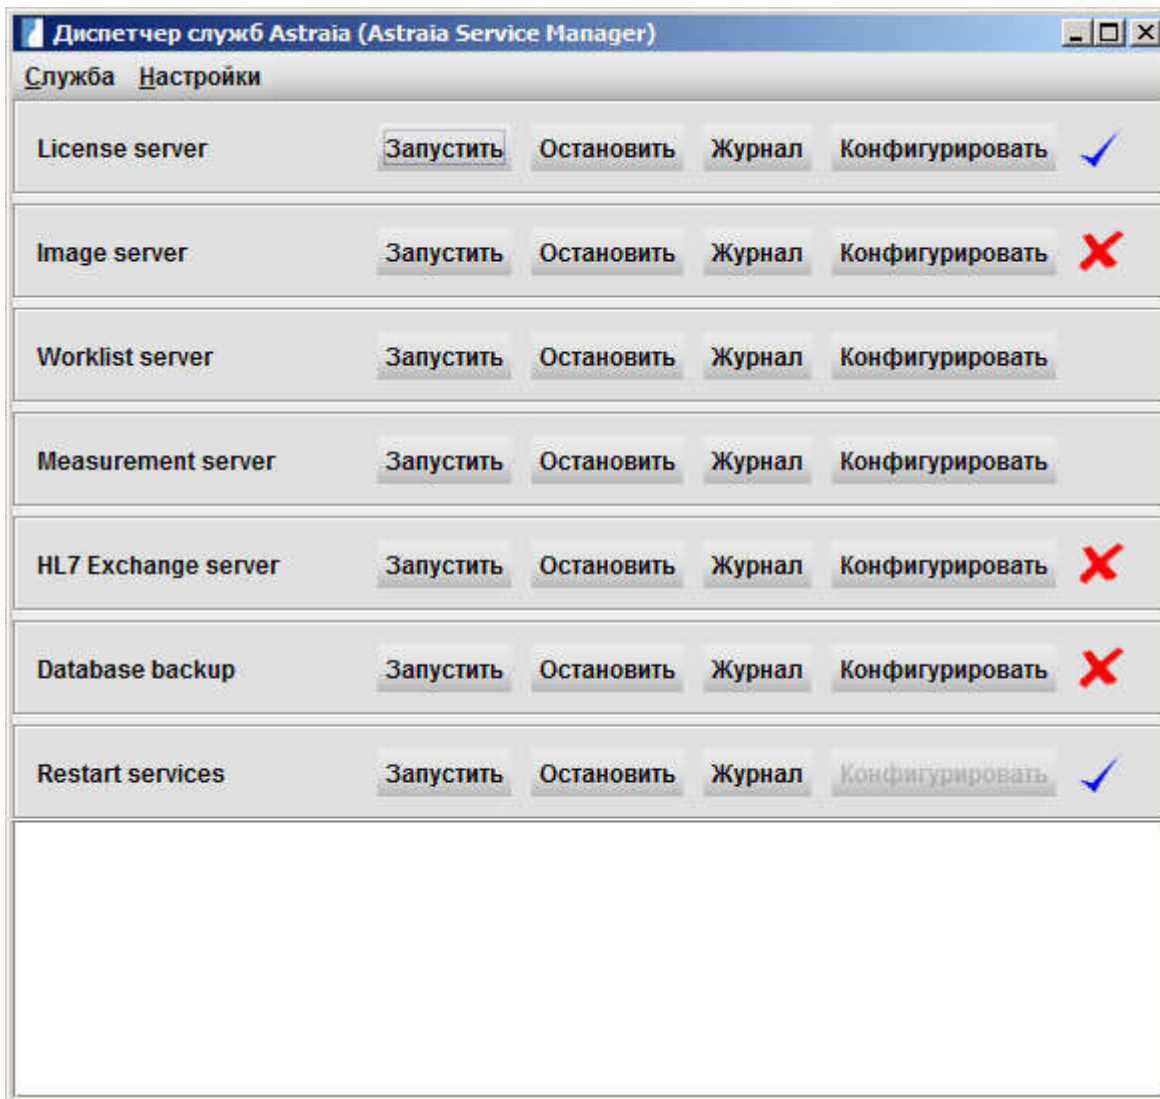 Диспетчер служб Astraia (Astraia Service Manager)
Служба Настройки
License server Запустить Остановить Журнал Конфигурировать
Image server Запустить Остановить Журнал Конфигурировать
Worklist server Запустить Остановить Журнал Конфигурировать
Measurement server Запустить Остановить Журнал Конфигурировать
HL7 Exchange server Запустить Остановить Журнал Конфигурировать
Database backup Запустить Остановить Журнал Конфигурировать
Restart services Запустить Остановить Журнал Конфигурировать